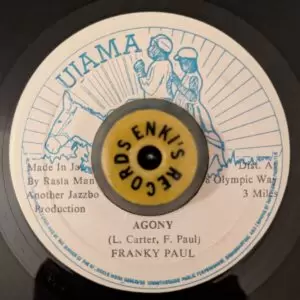 UJAMA
Made In Ja
By Rasta Man
Another Jazzbo
Production
ENKI'S
RECORDS
Dist. A
Olympic Way
3 Miles
AGONY
(L. Carter, F. Paul)
FRANKY PAUL